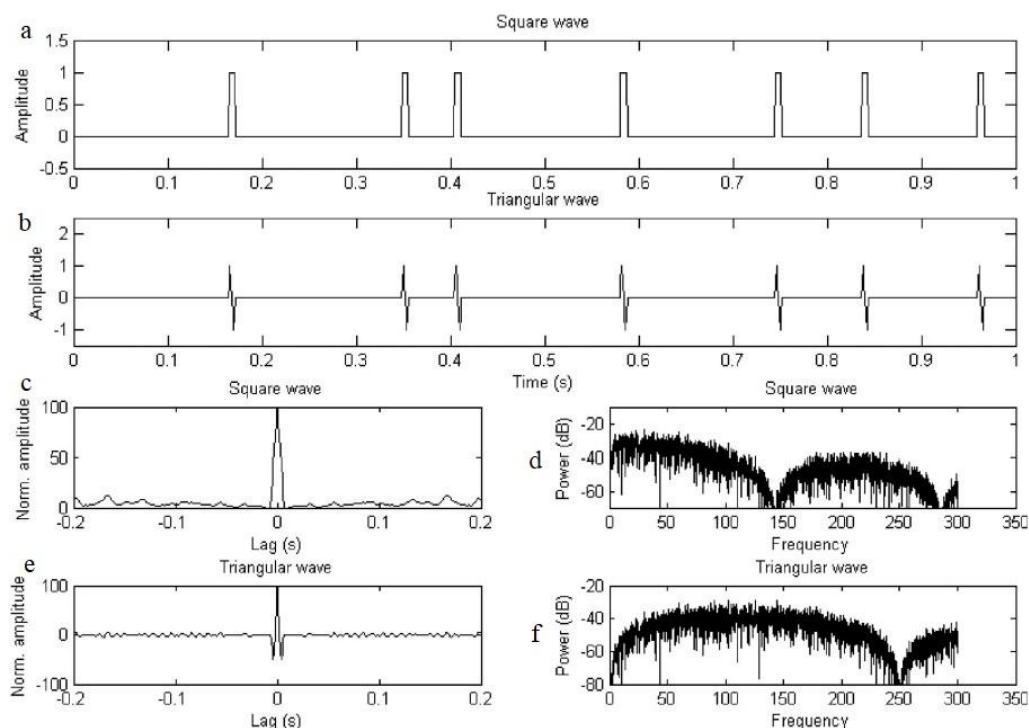 Square wave
a
1.5
1
0.5
0
-0.5
Amplitude
0 0.1 0.2 0.3 0.4 0.5 0.6 0.7 0.8 0.9 1
Triangular wave
b
2
1
0
-1
Amplitude
0 0.1 0.2 0.3 0.4 0.5 0.6 0.7 0.8 0.9 1
Time (s)
c
Square wave
100
50
0
Norm. amplitude
-0.2 -0.1 0 0.1 0.2
Lag (s)
Square wave
d
-20
-40
-60
Power (dB)
0 50 100 150 200 250 300 350
Frequency
e
Triangular wave
100
0
-100
Norm. amplitude
-0.2 -0.1 0 0.1 0.2
Lag (s)
Triangular wave
f
-20
-40
-60
-80
Power (dB)
0 50 100 150 200 250 300 350
Frequency